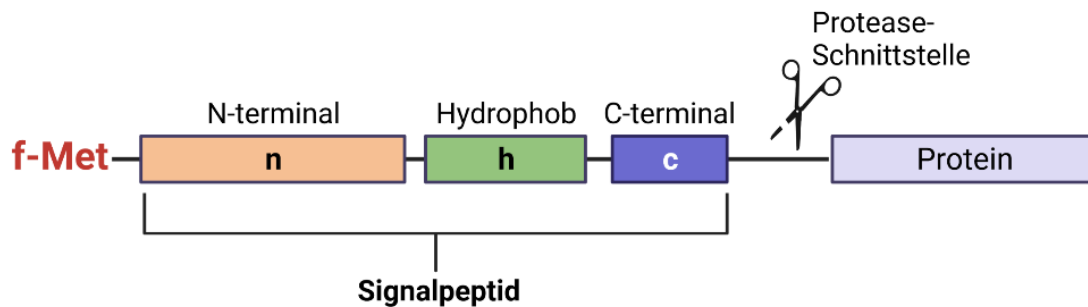 Protease-
Schnittstelle
N-terminal
Hydrophob
C-terminal
f-Met
n
h
c
Protein
Signalpeptid